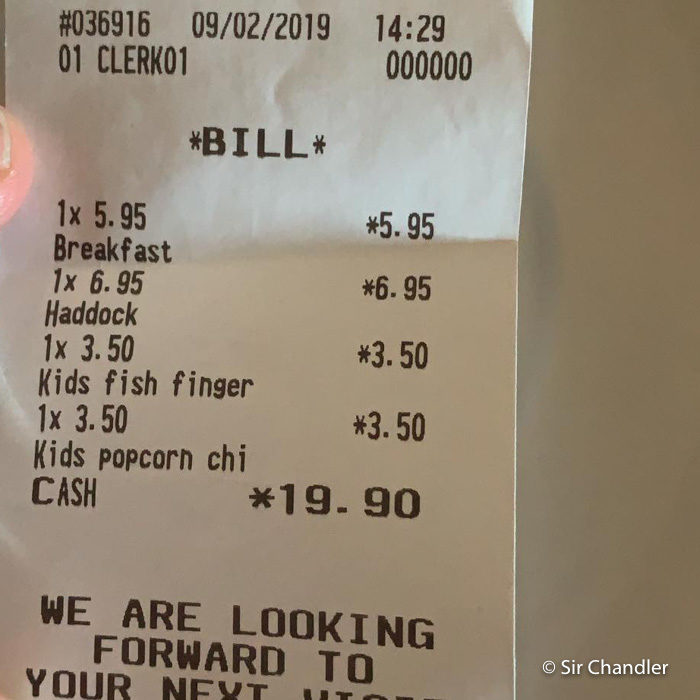 #036916 09/02/2019 14:29
01 CLERK01 000000
*BILL*
1x 5.95 *5.95
Breakfast
1x 6.95 *6.95
Haddock
1x 3.50 *3.50
Kids fish finger
1x 3.50 *3.50
Kids popcorn chi
CASH *19.90
WE ARE LOOKING
FORWARD TO
YOUR NEXT
© Sir Chandler